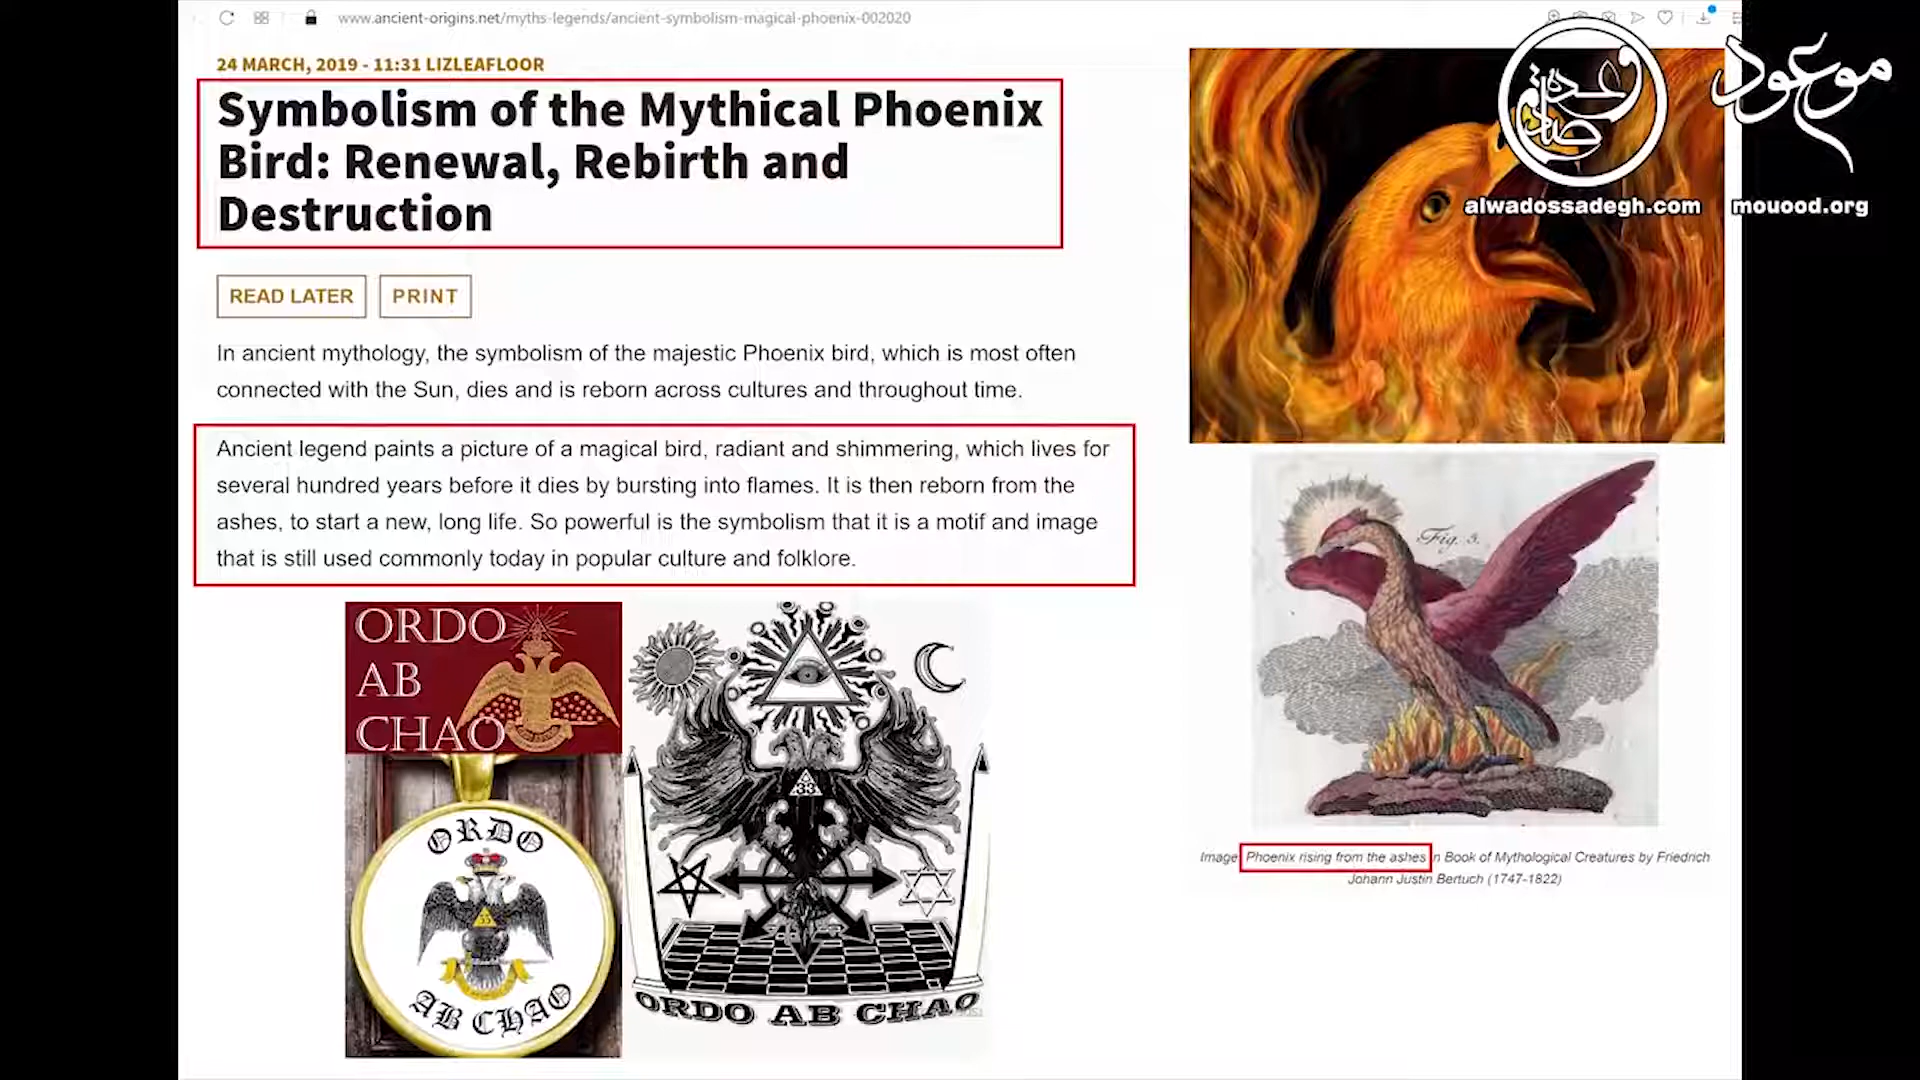 www.ancient-origins.net/myths-legends/ancient-symbolism-magical-phoenix-002020
24 MARCH, 2019 - 11:31 LIZLEAFLOOR
Symbolism of the Mythical Phoenix
Bird: Renewal, Rebirth and
Destruction
READ LATER PRINT
In ancient mythology, the symbolism of the majestic Phoenix bird, which is most often
connected with the Sun, dies and is reborn across cultures and throughout time.
Ancient legend paints a picture of a magical bird, radiant and shimmering, which lives for
several hundred years before it dies by bursting into flames. It is then reborn from the
ashes, to start a new, long life. So powerful is the symbolism that it is a motif and image
that is still used commonly today in popular culture and folklore.
ORDO
AB
CHAO
ORDO
33
AB CHAO
33
ORDO AB CHAO
وعده
صادق
موعود
alwadossadegh.com
mouood.org
Fig. 3.
Image Phoenix rising from the ashes n Book of Mythological Creatures by Friedrich
Johann Justin Bertuch (1747-1822)